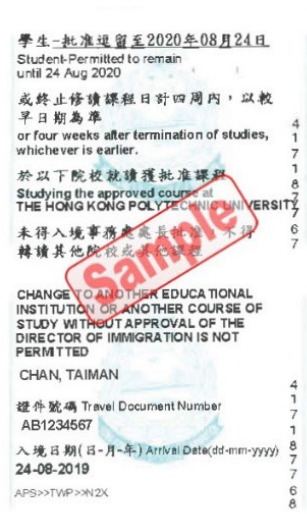 學生-批准逗留至2020年08月24日
Student-Permitted to remain
until 24 Aug 2020
或終止修讀課程日計四周內，以較
早日期為準
or four weeks after termination of studies,
whichever is earlier.
於以下院校就讀獲批准課程
Studying the approved course at
THE HONG KONG POLYTECHNIC UNIVERSITY
未得入境事務處處長批准，不得
轉讀其他院校或其他課程
Sample
CHANGE TO ANOTHER EDUCATIONAL
INSTITUTION OR ANOTHER COURSE OF
STUDY WITHOUT APPROVAL OF THE
DIRECTOR OF IMMIGRATION IS NOT
PERMITTED
CHAN, TAIMAN
證件號碼 Travel Document Number
AB1234567
入境日期(日-月-年) Arrival Date(dd-mm-yyyy)
24-08-2019
APS>>TWP>>N2X